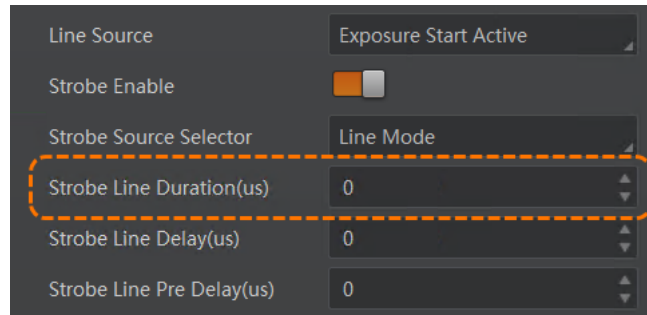 Line Source Exposure Start Active
Strobe Enable
Strobe Source Selector Line Mode
Strobe Line Duration(us) 0
Strobe Line Delay(us) 0
Strobe Line Pre Delay(us) 0